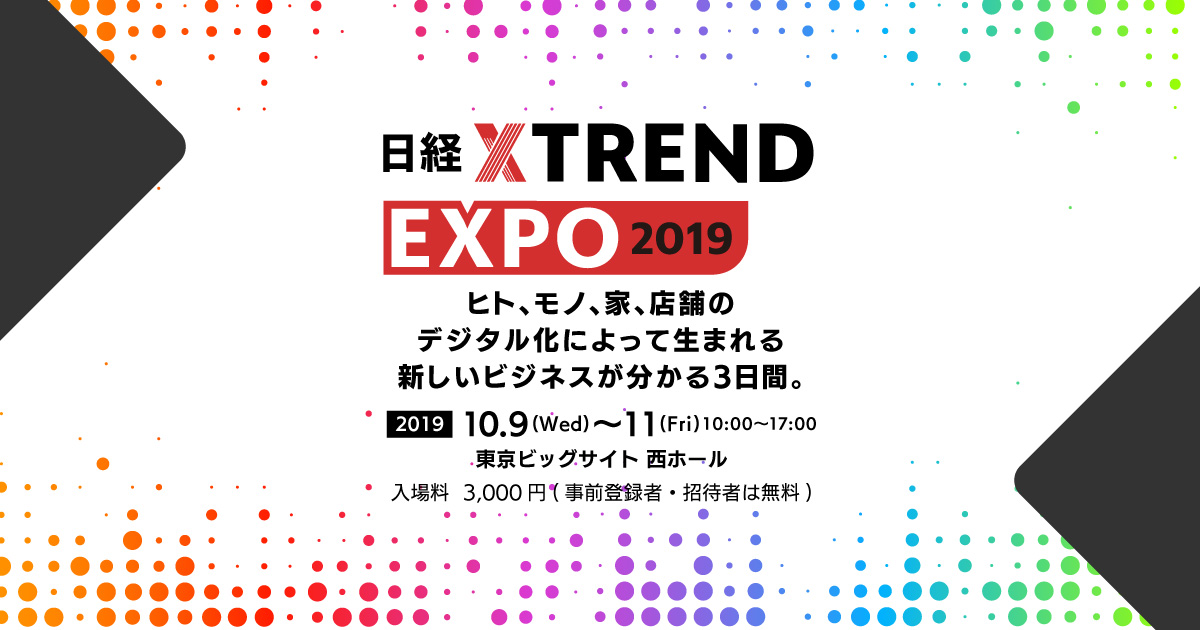 日経 XTREND
EXPO 2019
ヒト、モノ、家、店舗の
デジタル化によって生まれる
新しいビジネスが分かる3日間。
2019 10.9(Wed)〜11(Fri)10:00〜17:00
東京ビッグサイト 西ホール
入場料 3,000円(事前登録者・招待者は無料)